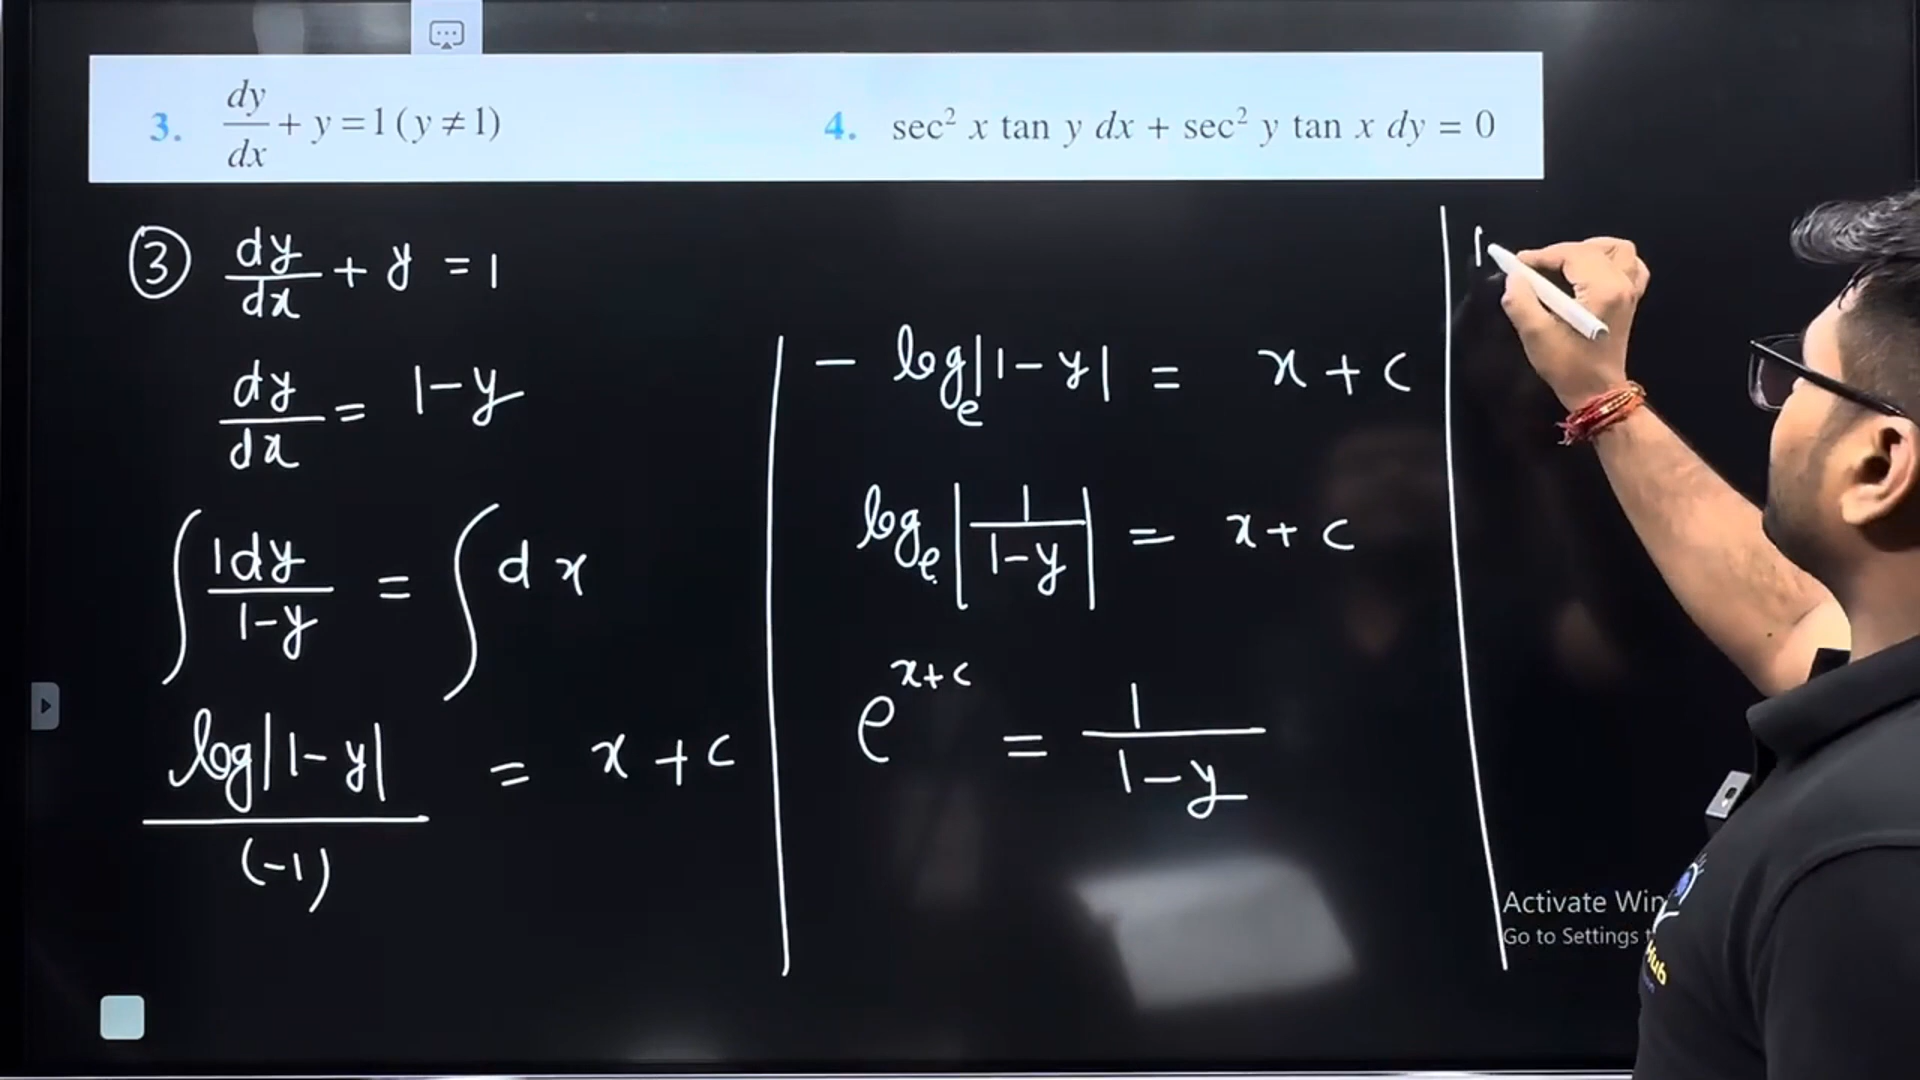 3. dy/dx + y = 1 (y ≠ 1)
4. sec² x tan y dx + sec² y tan x dy = 0
③ dy/dx + y = 1
dy/dx = 1-y
∫ 1dy/1-y = ∫ dx
log|1-y|/(-1) = x + c
- logₑ|1-y| = x + c
logₑ|1/1-y| = x + c
e^(x+c) = 1/1-y
Activate Win
Go to Settings t
Hub